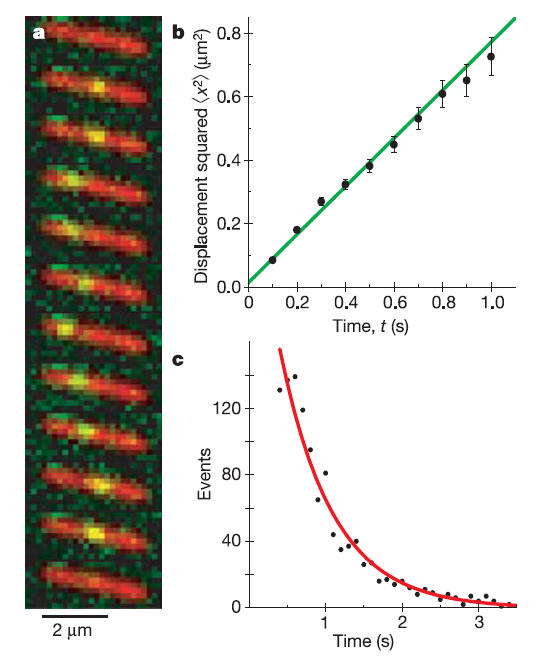 a
2 μm
b
Displacement squared ⟨x²⟩ (μm²)
0.8
0.6
0.4
0.2
0.0
0 0.2 0.4 0.6 0.8 1.0
Time, t (s)
c
Events
120
80
40
0
1 2 3
Time (s)